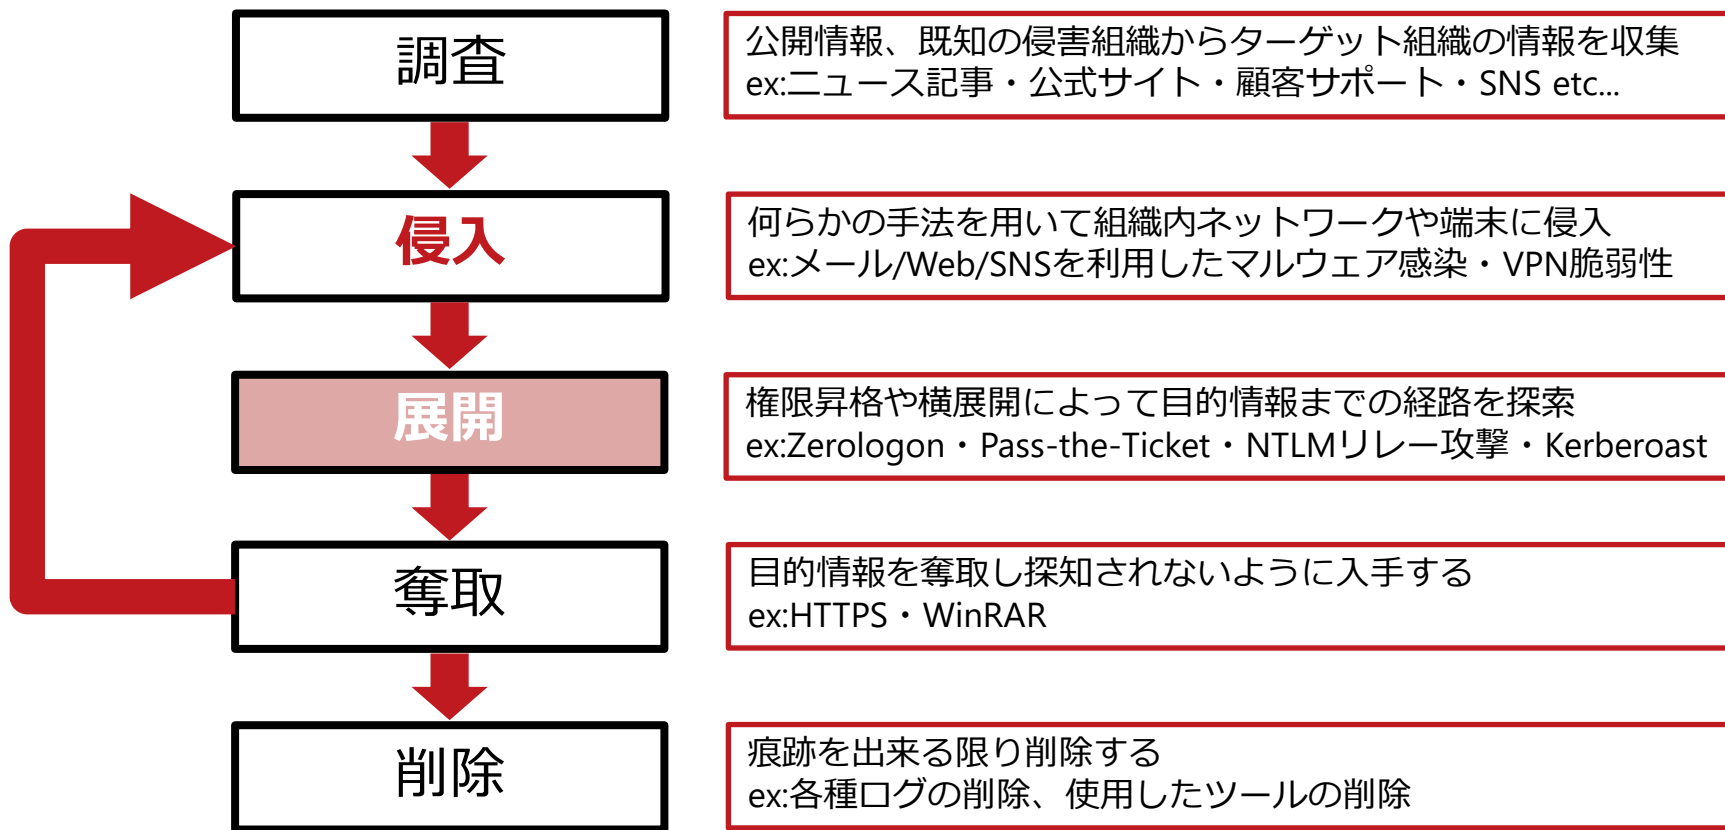 調査
公開情報、既知の侵害組織からターゲット組織の情報を収集
ex:ニュース記事・公式サイト・顧客サポート・SNS etc...
侵入
何らかの手法を用いて組織内ネットワークや端末に侵入
ex:メール/Web/SNSを利用したマルウェア感染・VPN脆弱性
展開
権限昇格や横展開によって目的情報までの経路を探索
ex:Zerologon・Pass-the-Ticket・NTLMリレー攻撃・Kerberoast
奪取
目的情報を奪取し探知されないように入手する
ex:HTTPS・WinRAR
削除
痕跡を出来る限り削除する
ex:各種ログの削除、使用したツールの削除